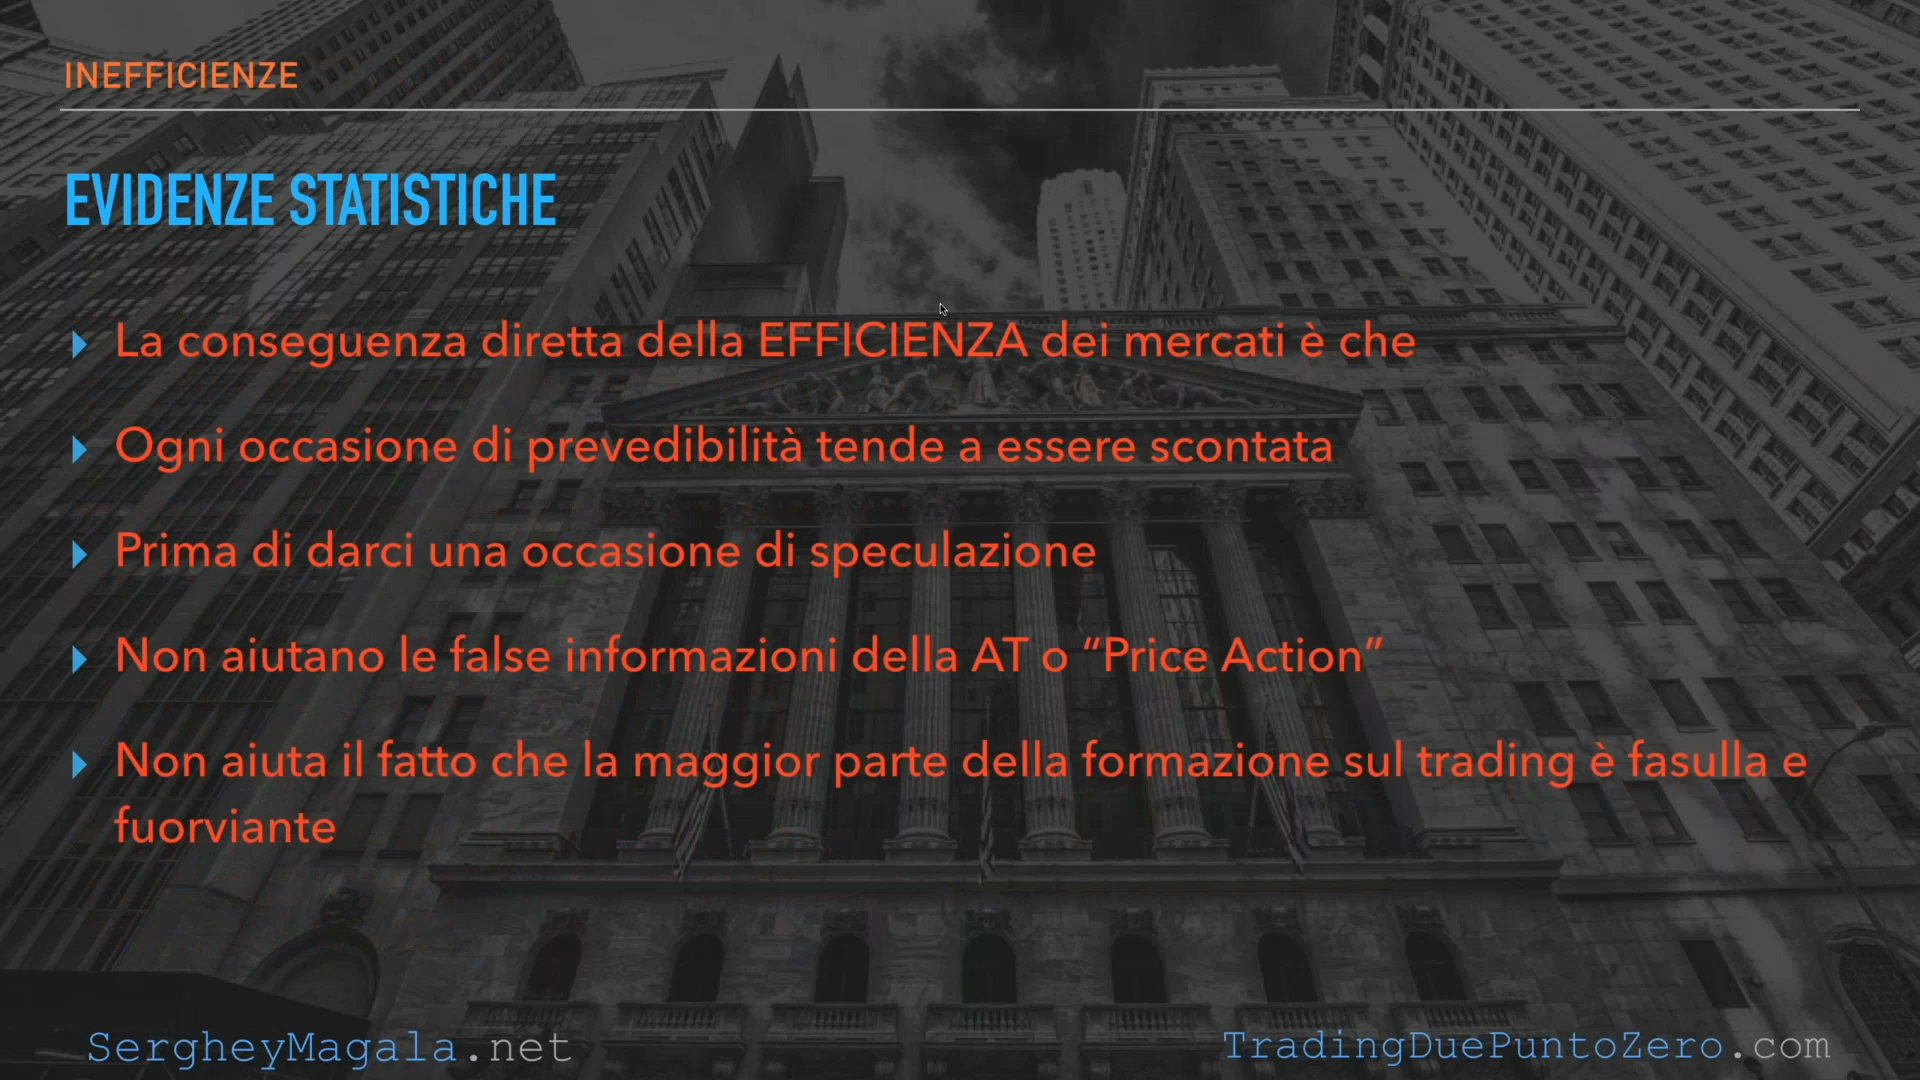 INEFFICIENZE
EVIDENZE STATISTICHE
La conseguenza diretta della EFFICIENZA dei mercati è che
Ogni occasione di prevedibilità tende a essere scontata
Prima di darci una occasione di speculazione
Non aiutano le false informazioni della AT o “Price Action”
Non aiuta il fatto che la maggior parte della formazione sul trading è fasulla e
fuorviante
SergheyMagala.net
TradingDuePuntoZero.com